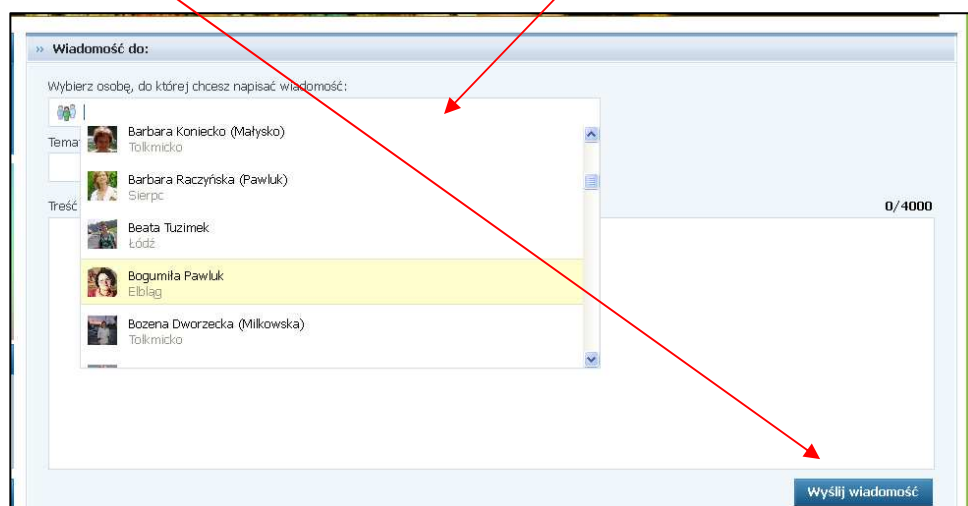 » Wiadomość do:
Wybierz osobę, do której chcesz napisać wiadomość:
Barbara Koniecko (Małysko)
Tolkmicko
Tema
Barbara Raczyńska (Pawluk)
Sierpc
Treść
0/4000
Beata Tuzimek
Łódź
Bogumiła Pawluk
Elbląg
Bozena Dworzecka (Milkowska)
Tolkmicko
Wyślij wiadomość